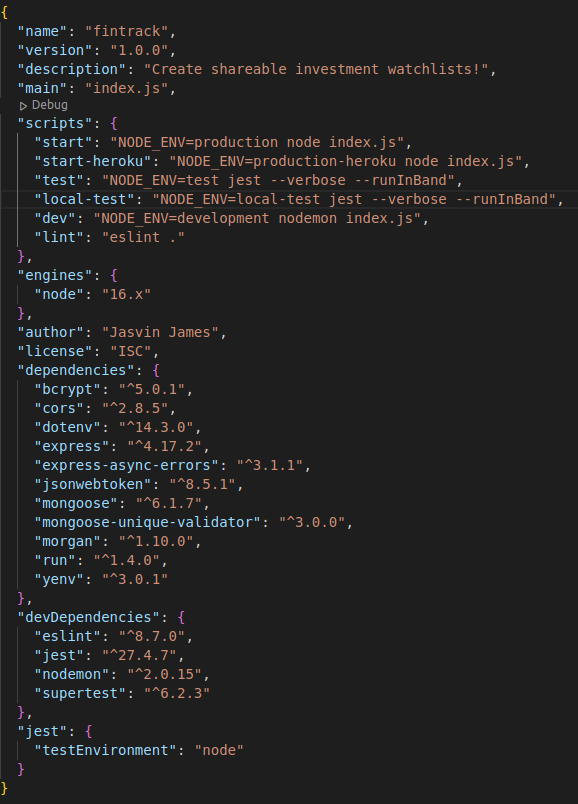 {
  "name": "fintrack",
  "version": "1.0.0",
  "description": "Create shareable investment watchlists!",
  "main": "index.js",
  ▷ Debug
  "scripts": {
    "start": "NODE_ENV=production node index.js",
    "start-heroku": "NODE_ENV=production-heroku node index.js",
    "test": "NODE_ENV=test jest --verbose --runInBand",
    "local-test": "NODE_ENV=local-test jest --verbose --runInBand",
    "dev": "NODE_ENV=development nodemon index.js",
    "lint": "eslint ."
  },
  "engines": {
    "node": "16.x"
  },
  "author": "Jasvin James",
  "license": "ISC",
  "dependencies": {
    "bcrypt": "^5.0.1",
    "cors": "^2.8.5",
    "dotenv": "^14.3.0",
    "express": "^4.17.2",
    "express-async-errors": "^3.1.1",
    "jsonwebtoken": "^8.5.1",
    "mongoose": "^6.1.7",
    "mongoose-unique-validator": "^3.0.0",
    "morgan": "^1.10.0",
    "run": "^1.4.0",
    "yenv": "^3.0.1"
  },
  "devDependencies": {
    "eslint": "^8.7.0",
    "jest": "^27.4.7",
    "nodemon": "^2.0.15",
    "supertest": "^6.2.3"
  },
  "jest": {
    "testEnvironment": "node"
  }
}